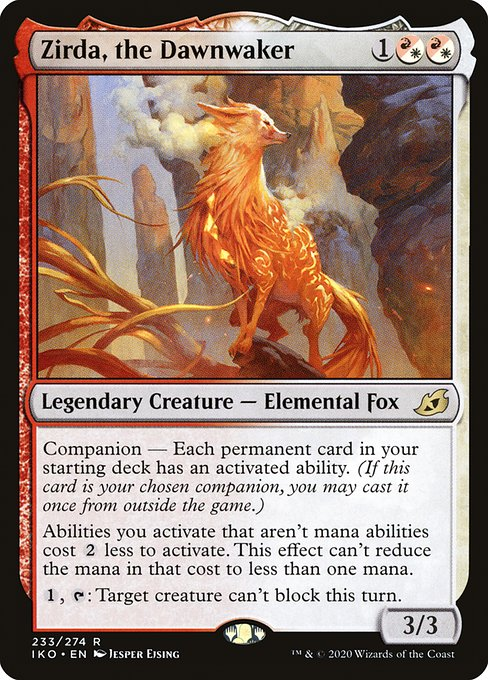 Zirda, the Dawnwaker 1
Legendary Creature — Elemental Fox
Companion — Each permanent card in your
starting deck has an activated ability. (If this
card is your chosen companion, you may cast it
once from outside the game.)
Abilities you activate that aren't mana abilities
cost 2 less to activate. This effect can't reduce
the mana in that cost to less than one mana.
1, : Target creature can't block this turn.
3/3
233/274 R
IKO • EN Jesper Eising
™ & © 2020 Wizards of the Coast